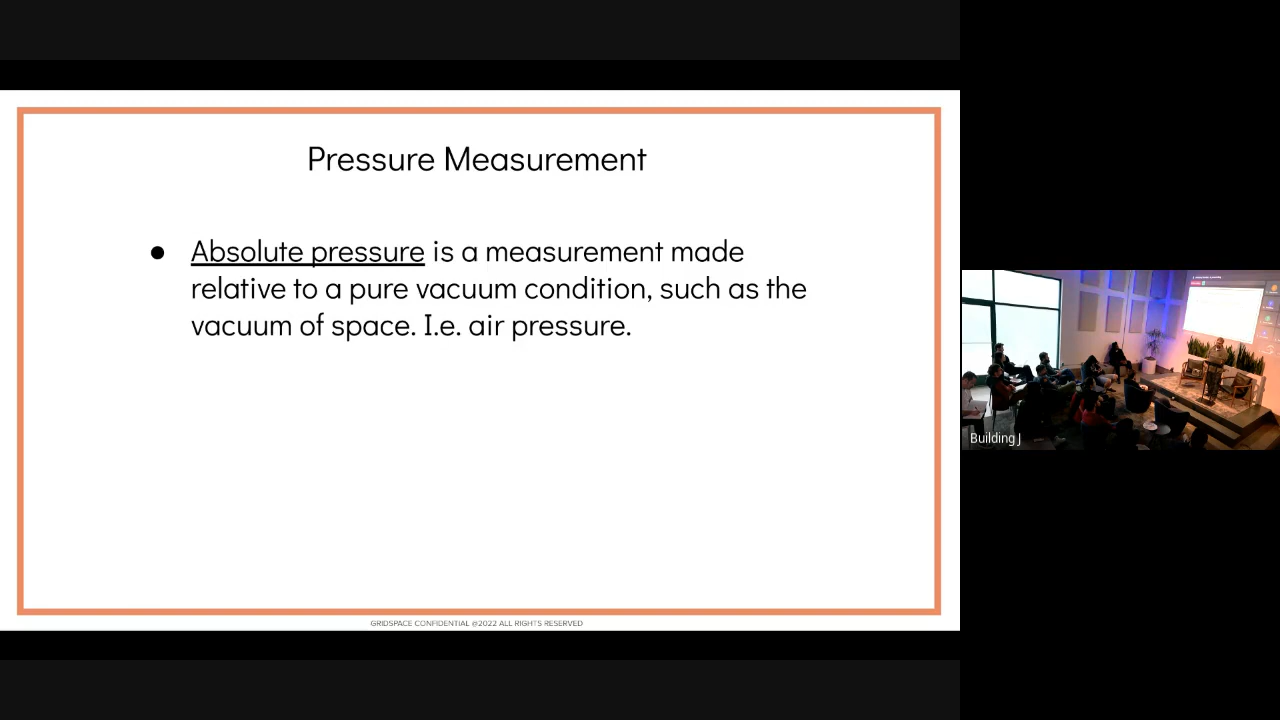 Pressure Measurement
● Absolute pressure is a measurement made
relative to a pure vacuum condition, such as the
vacuum of space. I.e. air pressure.
GRIDSPACE CONFIDENTIAL @2022 ALL RIGHTS RESERVED
Building J